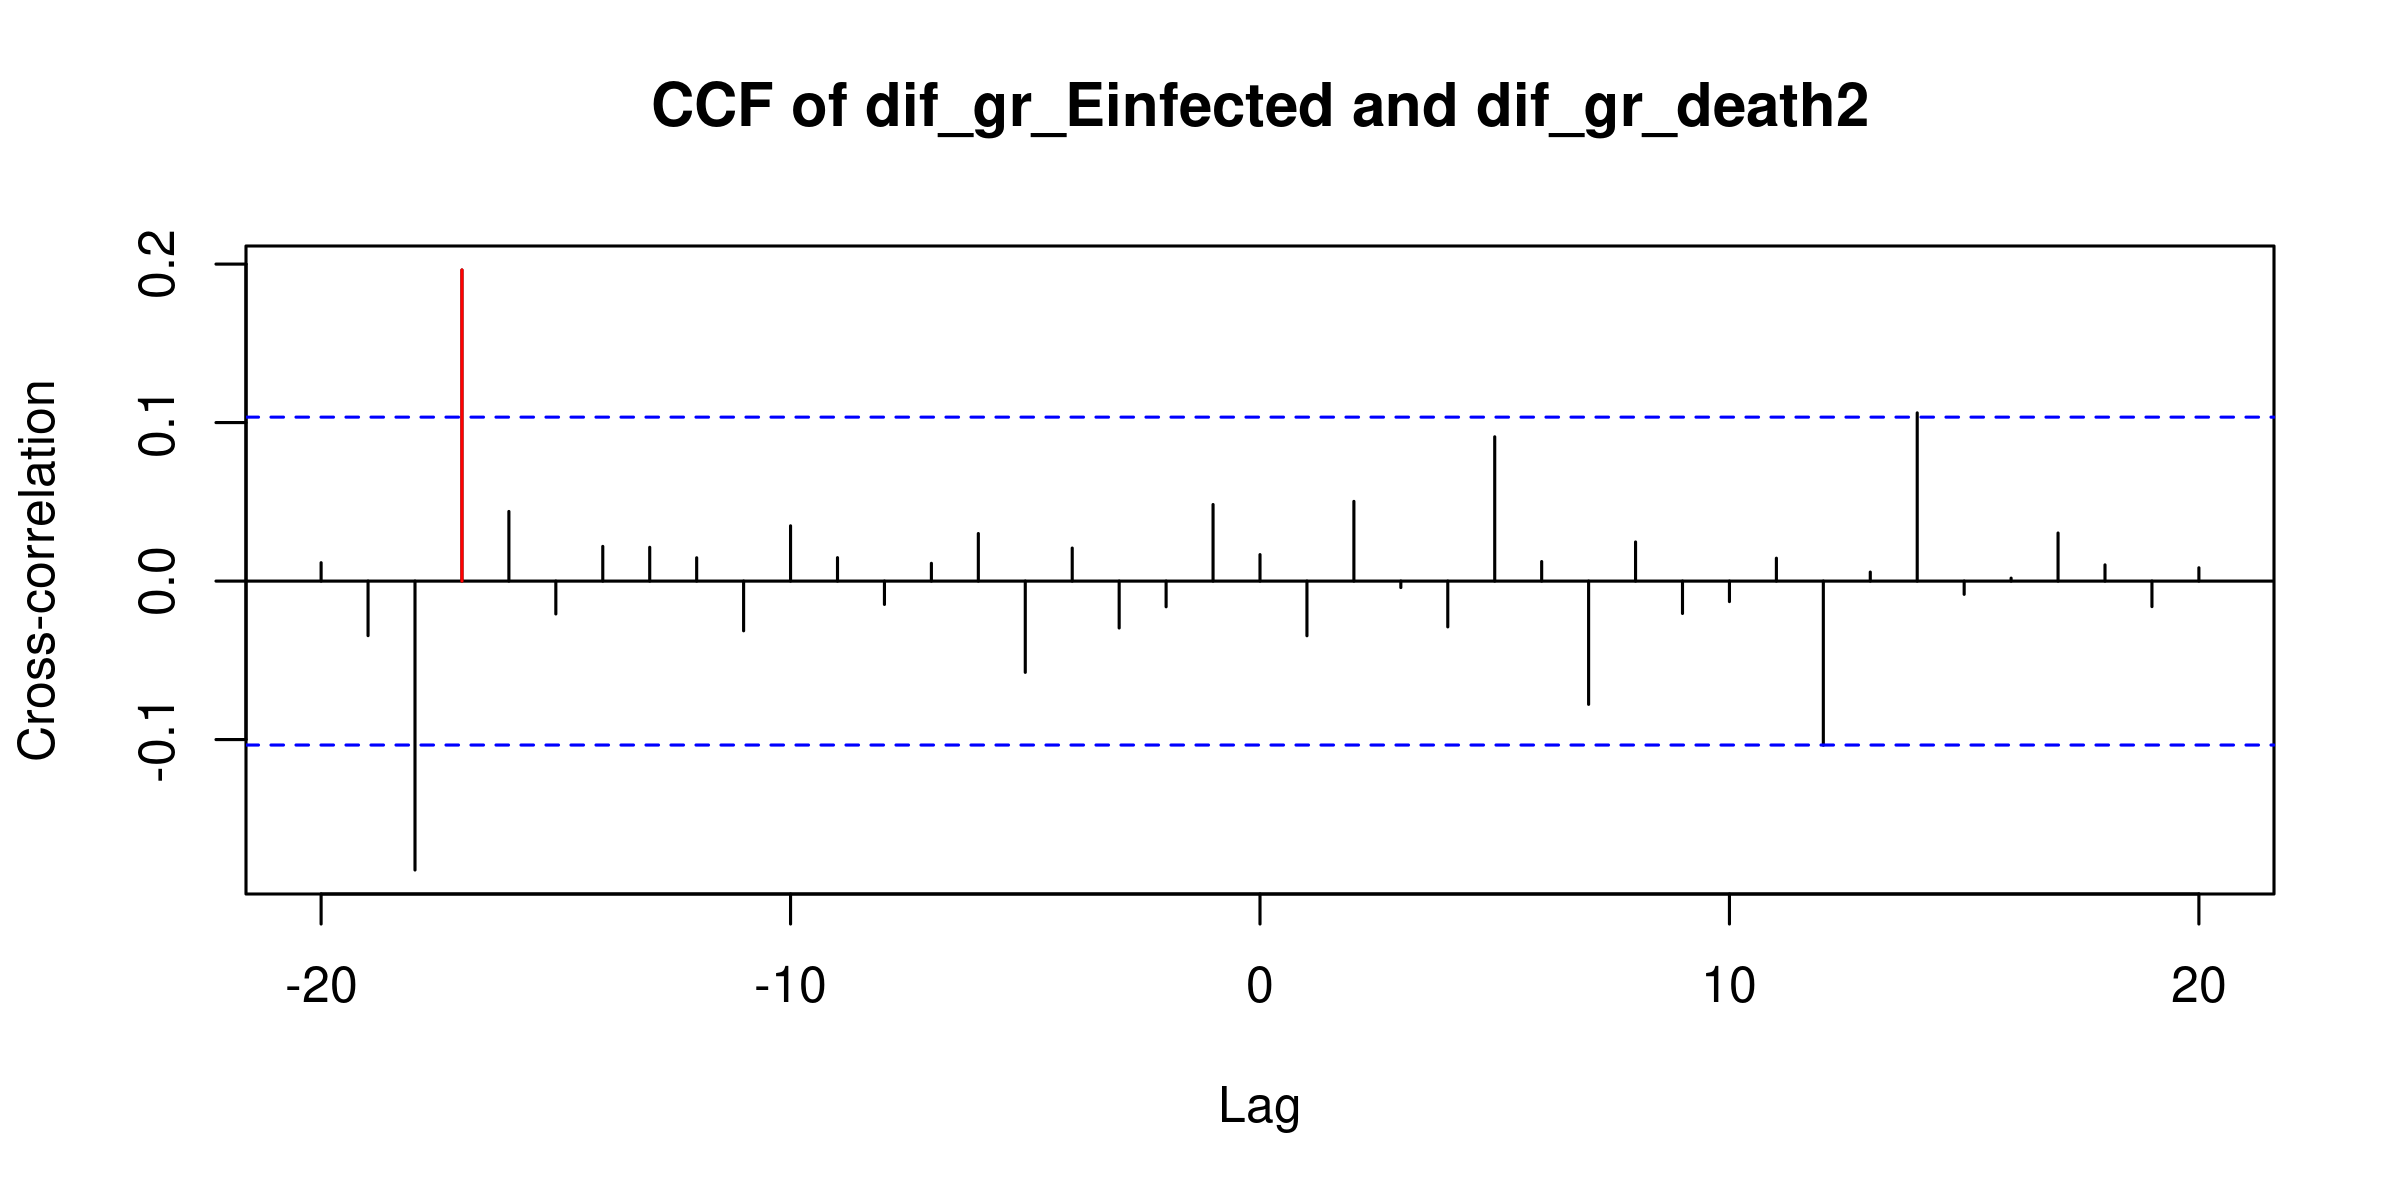 CCF of dif_gr_Einfected and dif_gr_death2
Cross-correlation
0.2
0.1
0.0
-0.1
-20 -10 0 10 20
Lag